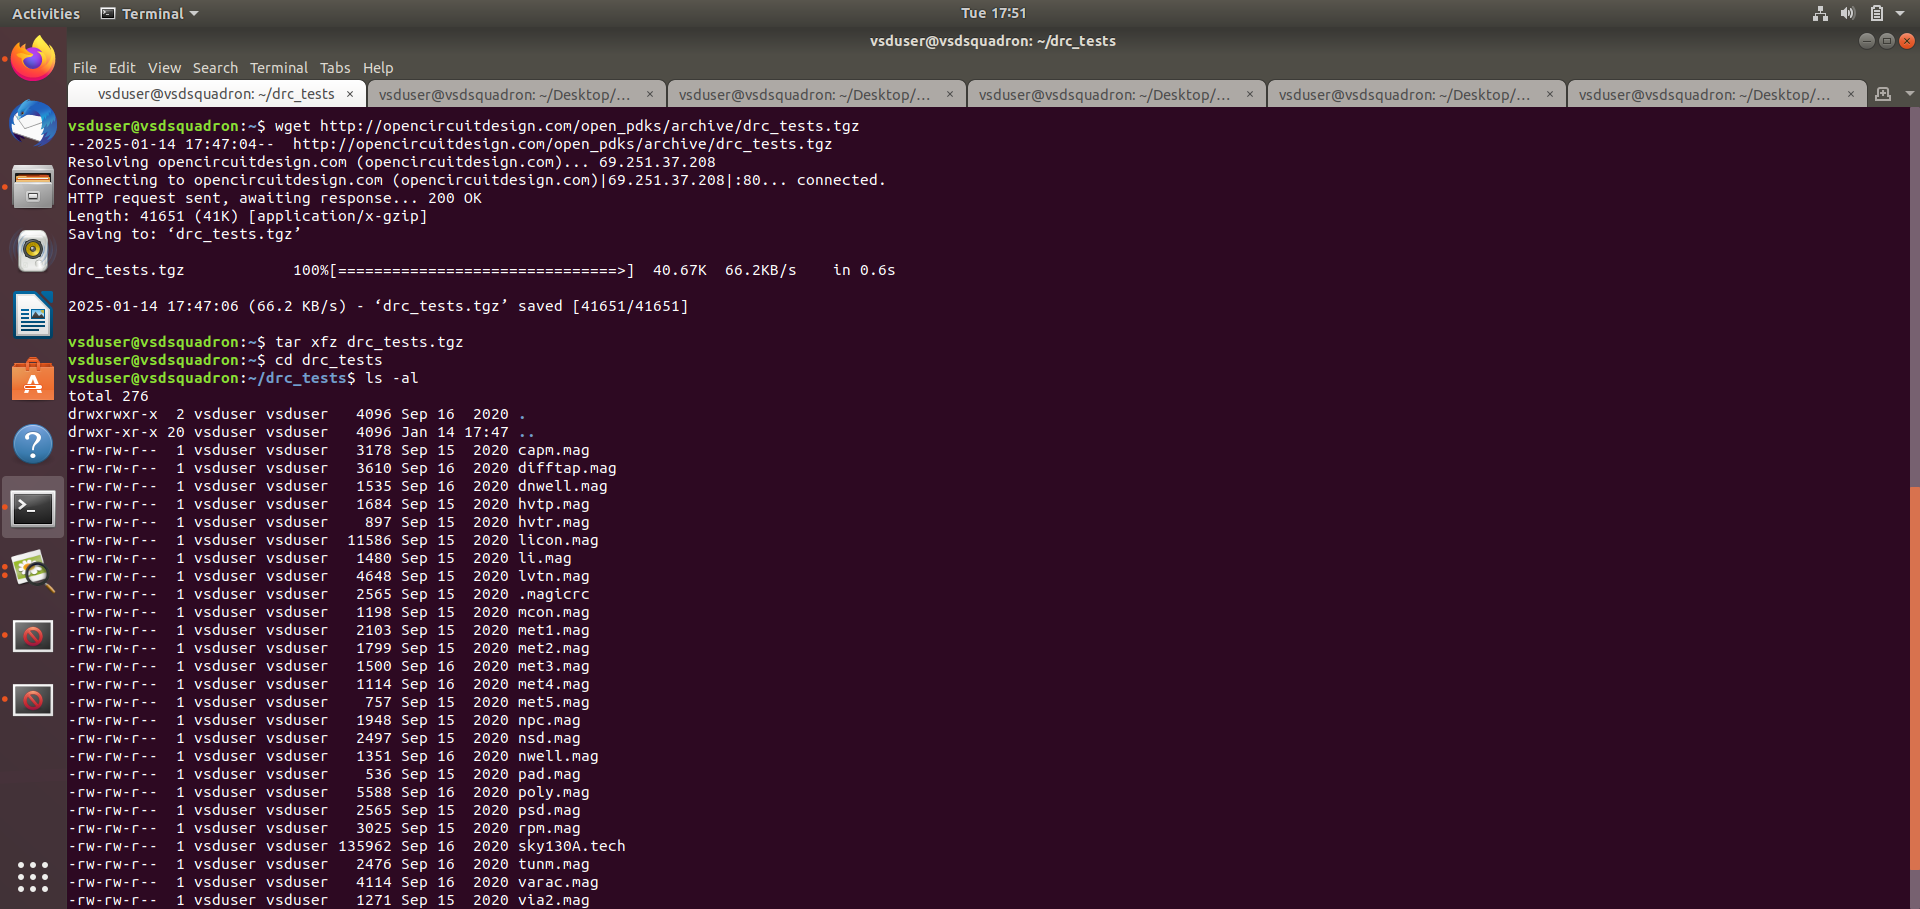 Activities Terminal Tue 17:51
vsduser@vsdsquadron: ~/drc_tests
File Edit View Search Terminal Tabs Help
vsduser@vsdsquadron: ~/drc_tests × vsduser@vsdsquadron: ~/Desktop/... × vsduser@vsdsquadron: ~/Desktop/... × vsduser@vsdsquadron: ~/Desktop/... × vsduser@vsdsquadron: ~/Desktop/... × vsduser@vsdsquadron: ~/Desktop/... ×
vsduser@vsdsquadron:~$ wget http://opencircuitdesign.com/open_pdks/archive/drc_tests.tgz
--2025-01-14 17:47:04--  http://opencircuitdesign.com/open_pdks/archive/drc_tests.tgz
Resolving opencircuitdesign.com (opencircuitdesign.com)... 69.251.37.208
Connecting to opencircuitdesign.com (opencircuitdesign.com)|69.251.37.208|:80... connected.
HTTP request sent, awaiting response... 200 OK
Length: 41651 (41K) [application/x-gzip]
Saving to: ‘drc_tests.tgz’
drc_tests.tgz            100%[===============================>]  40.67K  66.2KB/s    in 0.6s
2025-01-14 17:47:06 (66.2 KB/s) - ‘drc_tests.tgz’ saved [41651/41651]
vsduser@vsdsquadron:~$ tar xfz drc_tests.tgz
vsduser@vsdsquadron:~$ cd drc_tests
vsduser@vsdsquadron:~/drc_tests$ ls -al
total 276
drwxrwxr-x  2 vsduser vsduser   4096 Sep 16  2020 .
drwxr-xr-x 20 vsduser vsduser   4096 Jan 14 17:47 ..
-rw-rw-r--  1 vsduser vsduser   3178 Sep 15  2020 capm.mag
-rw-rw-r--  1 vsduser vsduser   3610 Sep 16  2020 difftap.mag
-rw-rw-r--  1 vsduser vsduser   1535 Sep 16  2020 dnwell.mag
-rw-rw-r--  1 vsduser vsduser   1684 Sep 15  2020 hvtp.mag
-rw-rw-r--  1 vsduser vsduser    897 Sep 15  2020 hvtr.mag
-rw-rw-r--  1 vsduser vsduser  11586 Sep 15  2020 licon.mag
-rw-rw-r--  1 vsduser vsduser   1480 Sep 15  2020 li.mag
-rw-rw-r--  1 vsduser vsduser   4648 Sep 15  2020 lvtn.mag
-rw-rw-r--  1 vsduser vsduser   2565 Sep 15  2020 .magicrc
-rw-rw-r--  1 vsduser vsduser   1198 Sep 15  2020 mcon.mag
-rw-rw-r--  1 vsduser vsduser   2103 Sep 15  2020 met1.mag
-rw-rw-r--  1 vsduser vsduser   1799 Sep 15  2020 met2.mag
-rw-rw-r--  1 vsduser vsduser   1500 Sep 16  2020 met3.mag
-rw-rw-r--  1 vsduser vsduser   1114 Sep 16  2020 met4.mag
-rw-rw-r--  1 vsduser vsduser    757 Sep 15  2020 met5.mag
-rw-rw-r--  1 vsduser vsduser   1948 Sep 15  2020 npc.mag
-rw-rw-r--  1 vsduser vsduser   2497 Sep 15  2020 nsd.mag
-rw-rw-r--  1 vsduser vsduser   1351 Sep 16  2020 nwell.mag
-rw-rw-r--  1 vsduser vsduser    536 Sep 15  2020 pad.mag
-rw-rw-r--  1 vsduser vsduser   5588 Sep 16  2020 poly.mag
-rw-rw-r--  1 vsduser vsduser   2565 Sep 15  2020 psd.mag
-rw-rw-r--  1 vsduser vsduser   3025 Sep 15  2020 rpm.mag
-rw-rw-r--  1 vsduser vsduser 135962 Sep 16  2020 sky130A.tech
-rw-rw-r--  1 vsduser vsduser   2476 Sep 16  2020 tunm.mag
-rw-rw-r--  1 vsduser vsduser   4114 Sep 16  2020 varac.mag
-rw-rw-r--  1 vsduser vsduser   1271 Sep 15  2020 via2.mag